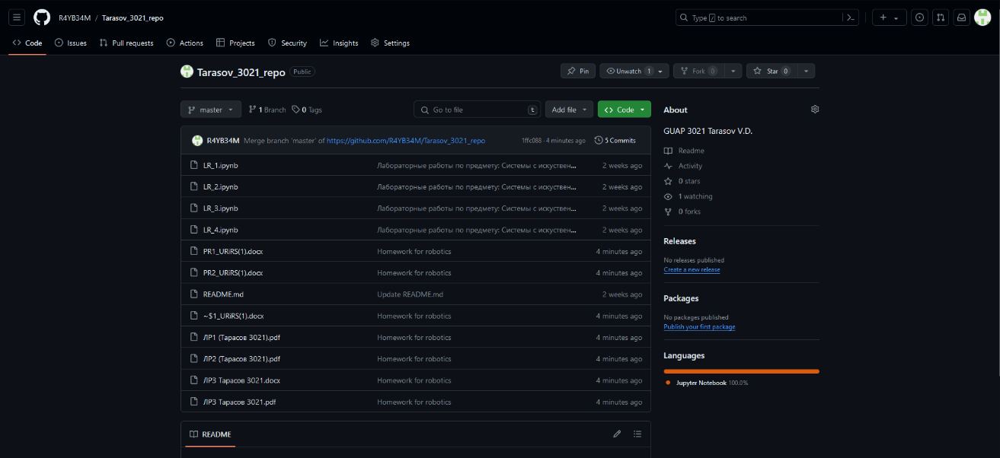 R4YB34M / Tarasov_3021_repo
Type / to search
Code Issues Pull requests Actions Projects Security Insights Settings
Tarasov_3021_repo Public
Pin Unwatch 1 Fork 0 Star 0
master 1 Branch 0 Tags Go to file t Add file Code
R4YB34M Merge branch 'master' of https://github.com/R4YB34M/Tarasov_3021_repo 1ffc088 · 4 minutes ago 5 Commits
LR_1.ipynb Лабораторные работы по предмету: Системы с искуствен... 2 weeks ago
LR_2.ipynb Лабораторные работы по предмету: Системы с искуствен... 2 weeks ago
LR_3.ipynb Лабораторные работы по предмету: Системы с искуствен... 2 weeks ago
LR_4.ipynb Лабораторные работы по предмету: Системы с искуствен... 2 weeks ago
PR1_URiRS(1).docx Homework for robotics 4 minutes ago
PR2_URiRS(1).docx Homework for robotics 4 minutes ago
README.md Update README.md 2 weeks ago
~$1_URiRS(1).docx Homework for robotics 4 minutes ago
ЛР1 (Тарасов 3021).pdf Homework for robotics 4 minutes ago
ЛР2 (Тарасов 3021).pdf Homework for robotics 4 minutes ago
ЛР3 Тарасов 3021.docx Homework for robotics 4 minutes ago
ЛР3 Тарасов 3021.pdf Homework for robotics 4 minutes ago
README
About
GUAP 3021 Tarasov V.D.
Readme
Activity
0 stars
1 watching
0 forks
Releases
No releases published
Create a new release
Packages
No packages published
Publish your first package
Languages
Jupyter Notebook 100.0%